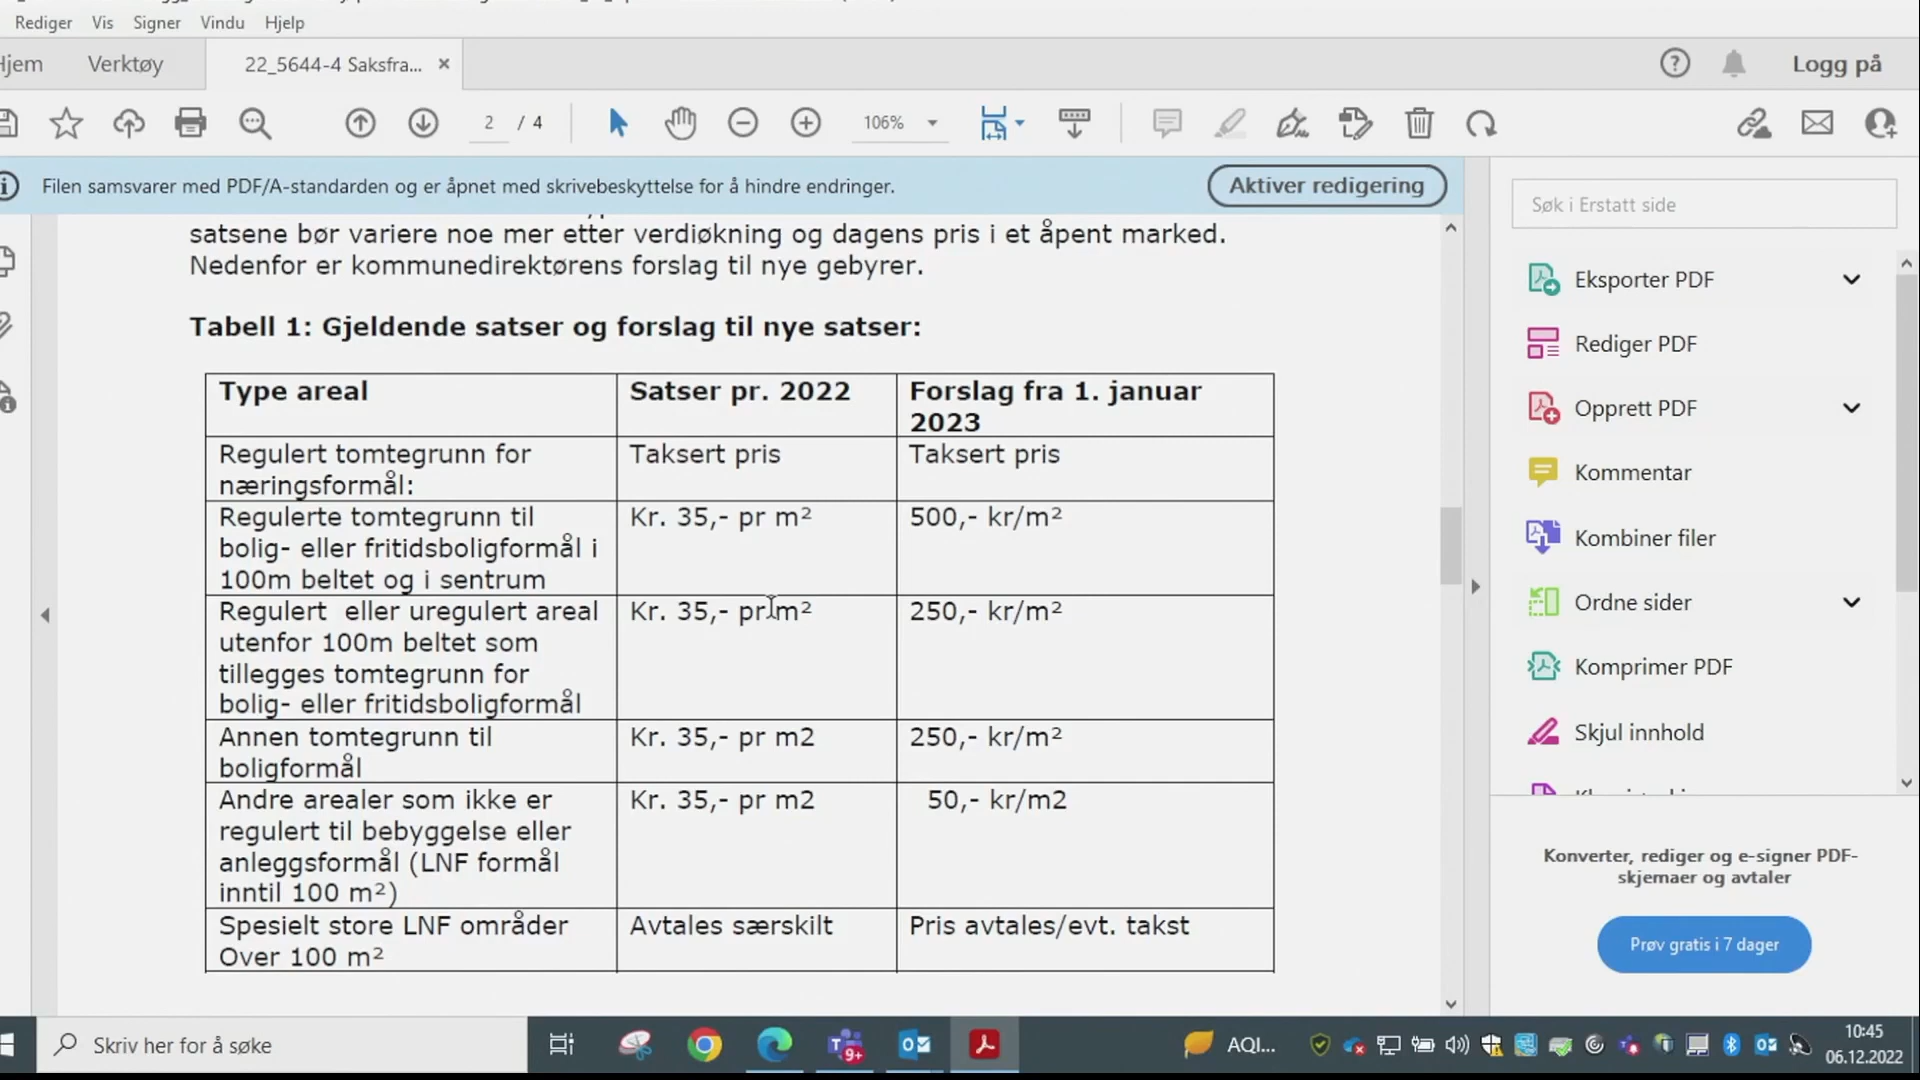 Rediger Vis Signer Vindu Hjelp
Hjem Verktøy 22_5644-4 Saksfra... × Logg på
2 / 4 106%
Filen samsvarer med PDF/A-standarden og er åpnet med skrivebeskyttelse for å hindre endringer. Aktiver redigering
satsene bør variere noe mer etter verdiøkning og dagens pris i et åpent marked.
Nedenfor er kommunedirektørens forslag til nye gebyrer.
Tabell 1: Gjeldende satser og forslag til nye satser:
Type areal Satser pr. 2022 Forslag fra 1. januar
2023
Regulert tomtegrunn for Taksert pris Taksert pris
næringsformål:
Regulerte tomtegrunn til Kr. 35,- pr m² 500,- kr/m²
bolig- eller fritidsboligformål i
100m beltet og i sentrum
Regulert eller uregulert areal Kr. 35,- pr m² 250,- kr/m²
utenfor 100m beltet som
tillegges tomtegrunn for
bolig- eller fritidsboligformål
Annen tomtegrunn til Kr. 35,- pr m2 250,- kr/m²
boligformål
Andre arealer som ikke er Kr. 35,- pr m2 50,- kr/m2
regulert til bebyggelse eller
anleggsformål (LNF formål
inntil 100 m²)
Spesielt store LNF områder Avtales særskilt Pris avtales/evt. takst
Over 100 m²
Søk i Erstatt side
Eksporter PDF
Rediger PDF
Opprett PDF
Kommentar
Kombiner filer
Ordne sider
Komprimer PDF
Skjul innhold
Konverter, rediger og e-signer PDF-
skjemaer og avtaler
Prøv gratis i 7 dager
Skriv her for å søke
9+
AQI...
10:45
06.12.2022